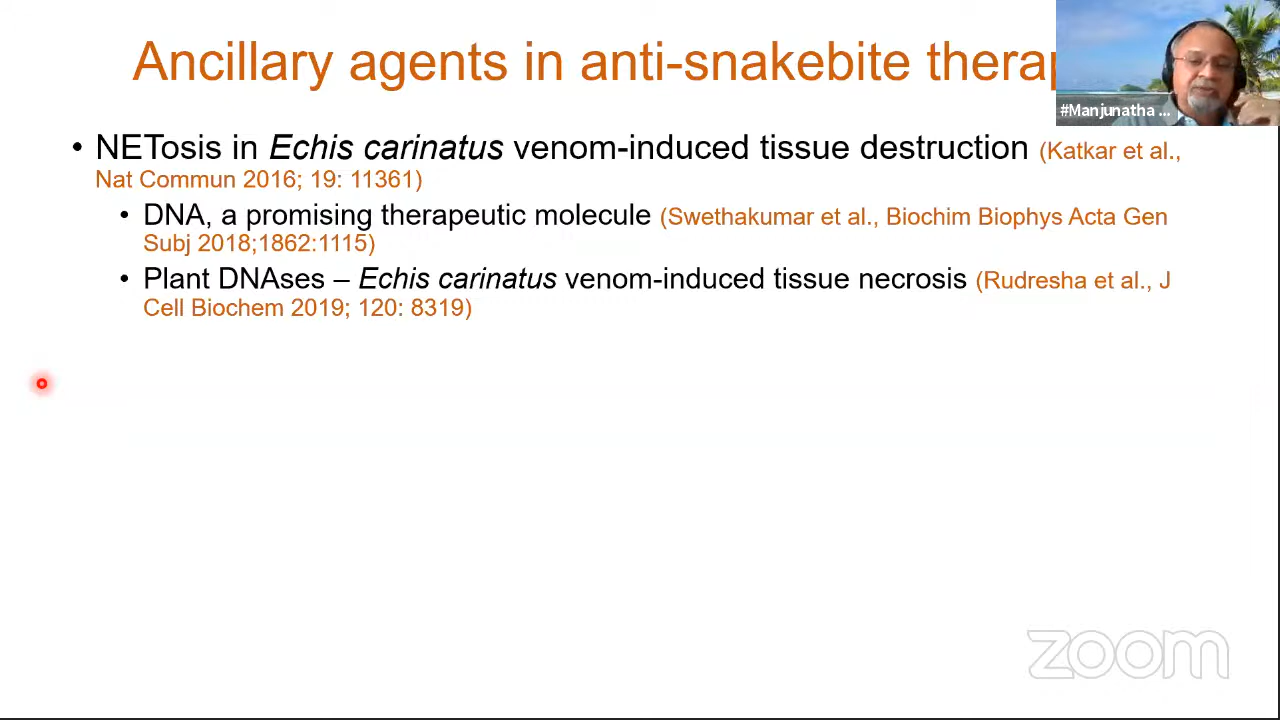 Ancillary agents in anti-snakebite therap
#Manjunatha ...
• NETosis in Echis carinatus venom-induced tissue destruction (Katkar et al.,
Nat Commun 2016; 19: 11361)
• DNA, a promising therapeutic molecule (Swethakumar et al., Biochim Biophys Acta Gen
Subj 2018;1862:1115)
• Plant DNAses – Echis carinatus venom-induced tissue necrosis (Rudresha et al., J
Cell Biochem 2019; 120: 8319)
zoom